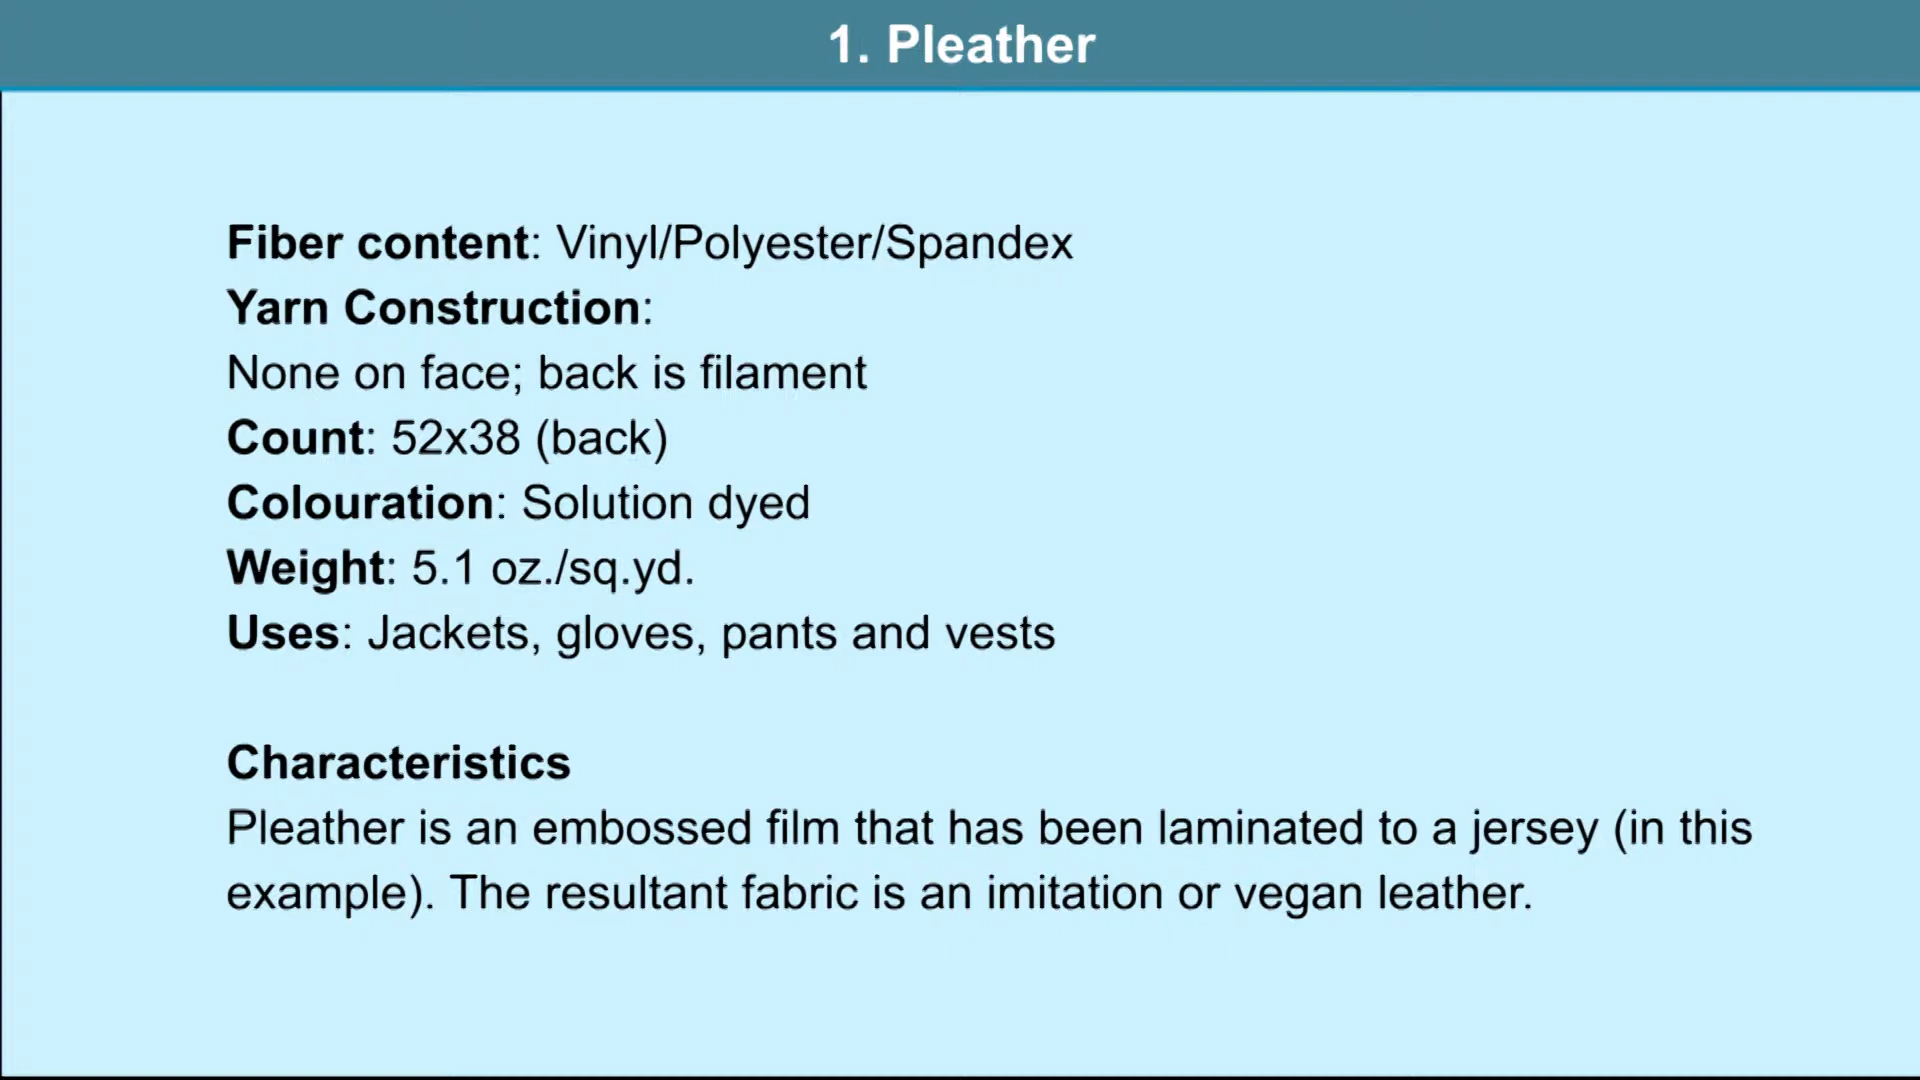 1. Pleather
Fiber content: Vinyl/Polyester/Spandex
Yarn Construction:
None on face; back is filament
Count: 52x38 (back)
Colouration: Solution dyed
Weight: 5.1 oz./sq.yd.
Uses: Jackets, gloves, pants and vests
Characteristics
Pleather is an embossed film that has been laminated to a jersey (in this
example). The resultant fabric is an imitation or vegan leather.